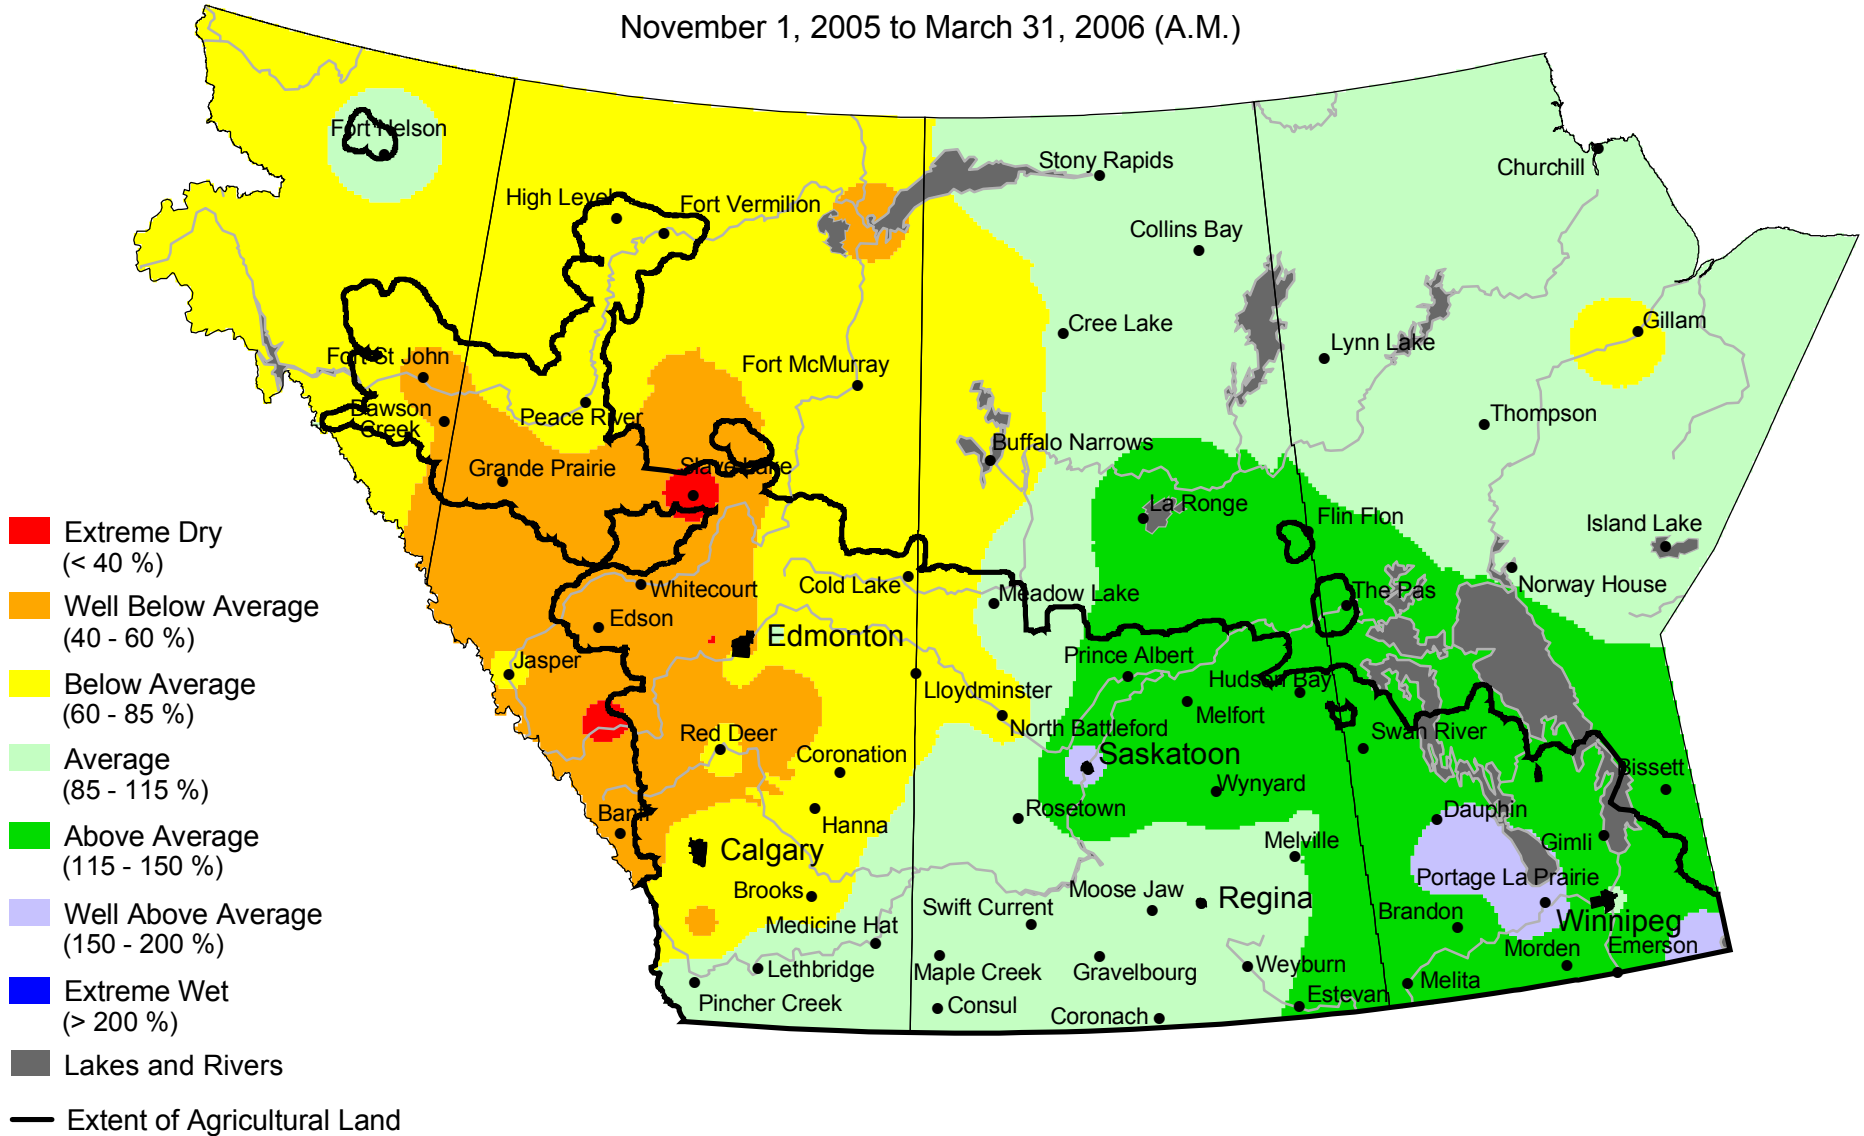 November 1, 2005 to March 31, 2006 (A.M.)
Fort Nelson
Stony Rapids
Churchill
High Level
Fort Vermilion
Collins Bay
Cree Lake
Gillam
Lynn Lake
Fort St John
Fort McMurray
Dawson
Creek
Peace River
Thompson
Buffalo Narrows
Grande Prairie
Slave Lake
La Ronge
Flin Flon
Island Lake
Whitecourt
Cold Lake
Meadow Lake
The Pas
Norway House
Edson
Edmonton
Jasper
Prince Albert
Hudson Bay
Lloydminster
Melfort
North Battleford
Swan River
Red Deer
Coronation
Saskatoon
Bissett
Wynyard
Banff
Hanna
Rosetown
Dauphin
Gimli
Calgary
Melville
Brooks
Moose Jaw
Regina
Portage La Prairie
Swift Current
Brandon
Winnipeg
Medicine Hat
Morden
Emerson
Lethbridge
Maple Creek
Gravelbourg
Weyburn
Melita
Pincher Creek
Consul
Coronach
Estevan
Extreme Dry
(< 40 %)
Well Below Average
(40 - 60 %)
Below Average
(60 - 85 %)
Average
(85 - 115 %)
Above Average
(115 - 150 %)
Well Above Average
(150 - 200 %)
Extreme Wet
(> 200 %)
Lakes and Rivers
Extent of Agricultural Land